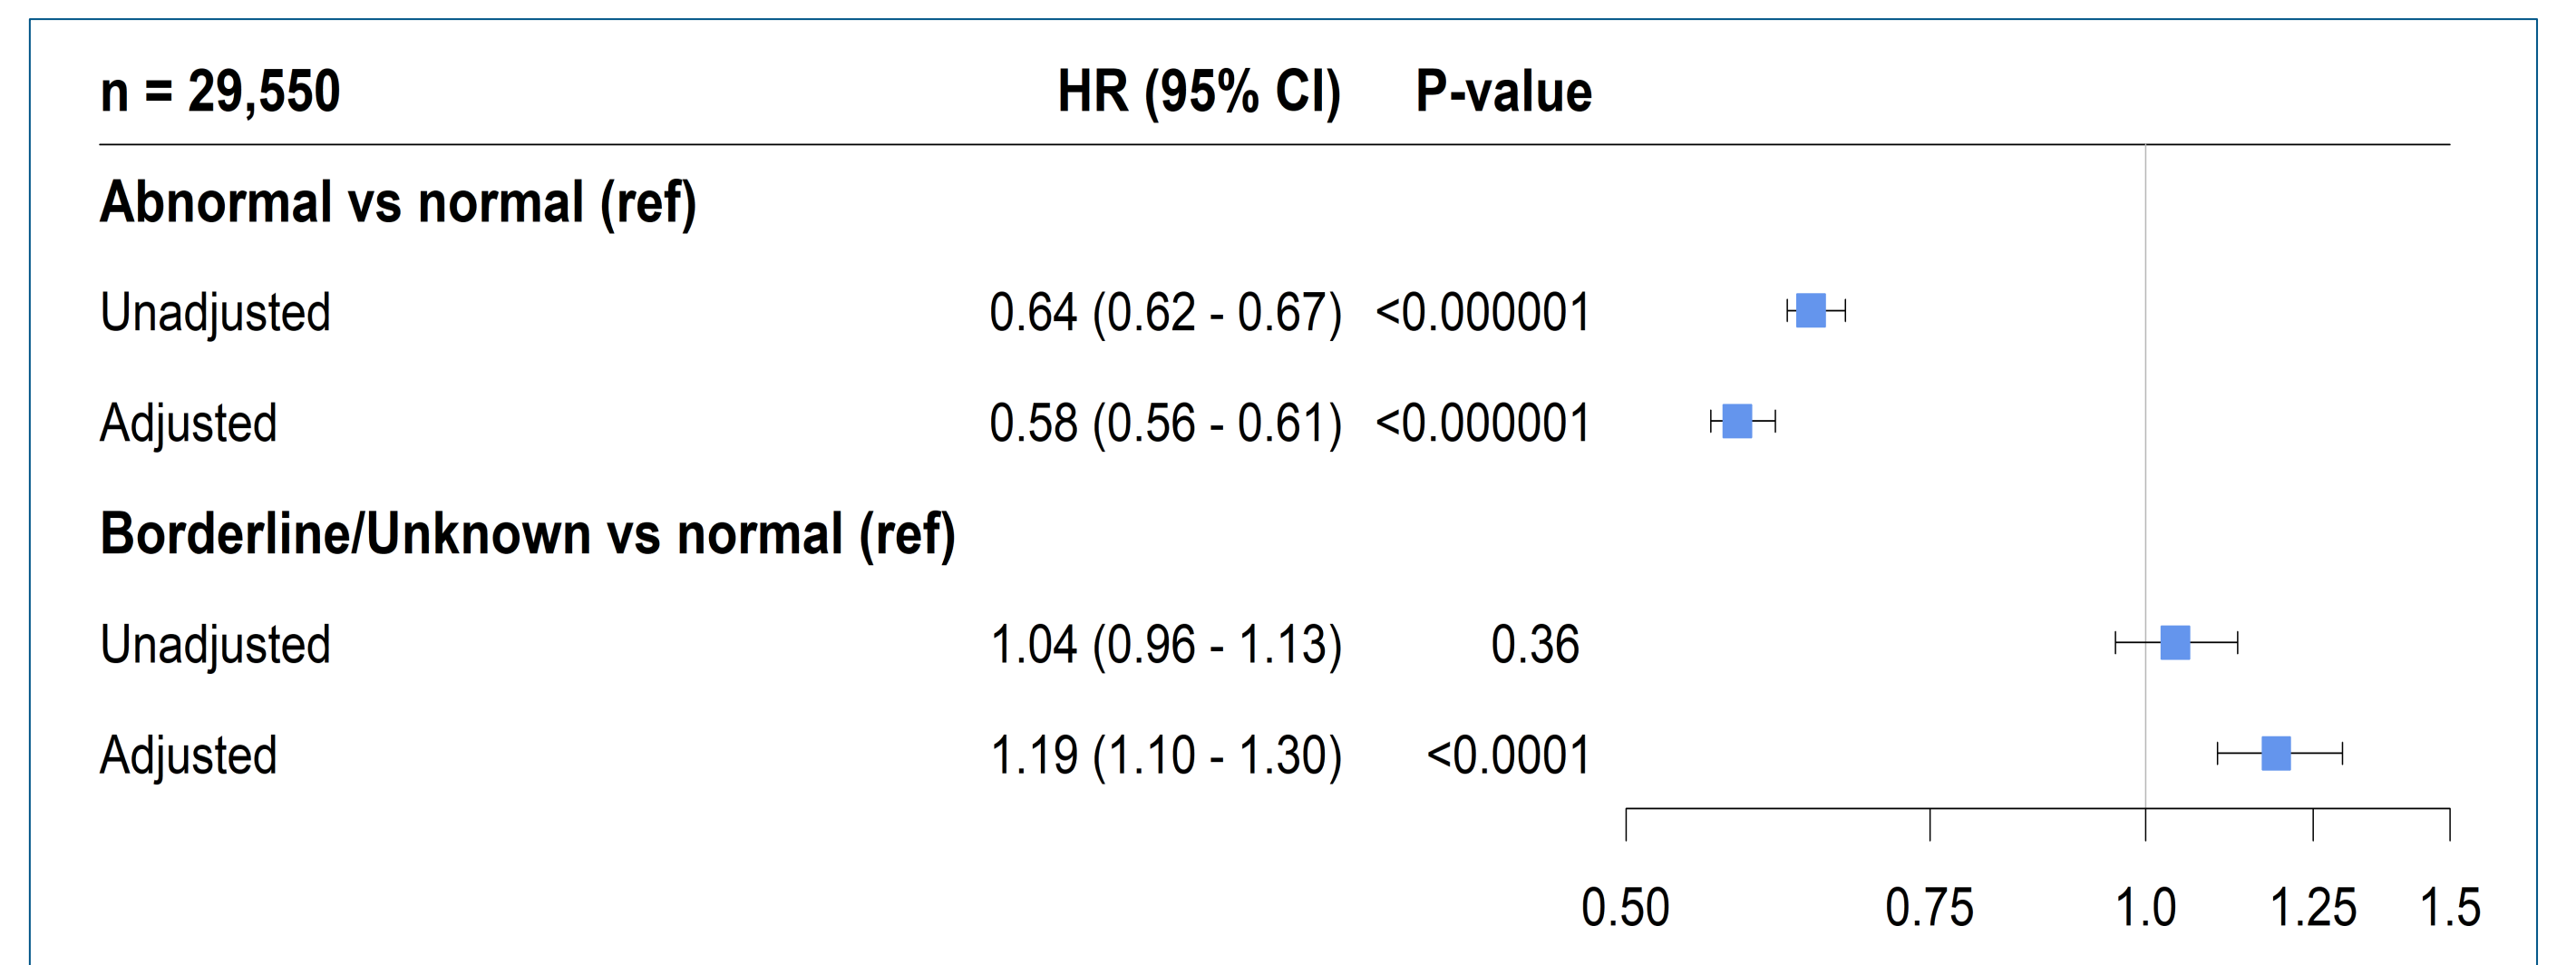 n = 29,550 HR (95% CI) P-value
Abnormal vs normal (ref)
Unadjusted 0.64 (0.62 - 0.67) <0.000001
Adjusted 0.58 (0.56 - 0.61) <0.000001
Borderline/Unknown vs normal (ref)
Unadjusted 1.04 (0.96 - 1.13) 0.36
Adjusted 1.19 (1.10 - 1.30) <0.0001
0.50 0.75 1.0 1.25 1.5